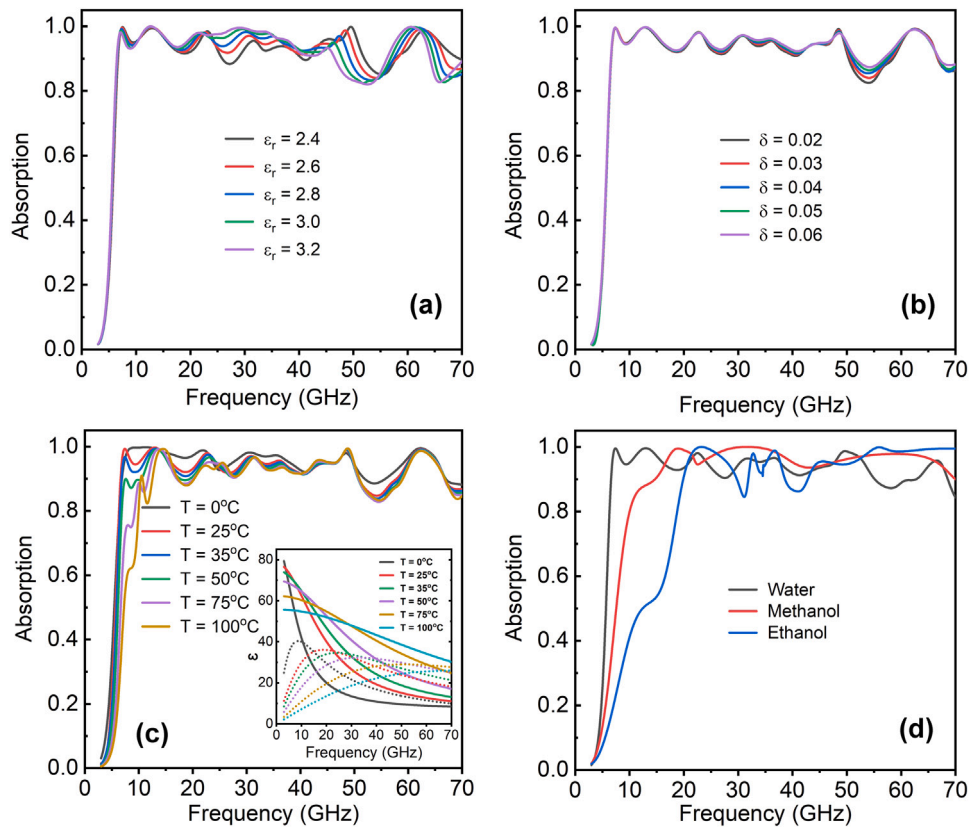 1.0
0.8
0.6
0.4
0.2
0.0
Absorption
εr = 2.4
εr = 2.6
εr = 2.8
εr = 3.0
εr = 3.2
(a)
0 10 20 30 40 50 60 70
Frequency (GHz)
1.0
0.8
0.6
0.4
0.2
0.0
Absorption
δ = 0.02
δ = 0.03
δ = 0.04
δ = 0.05
δ = 0.06
(b)
0 10 20 30 40 50 60 70
Frequency (GHz)
1.0
0.8
0.6
0.4
0.2
0.0
Absorption
T = 0°C
T = 25°C
T = 35°C
T = 50°C
T = 75°C
T = 100°C
(c)
80
60
40
20
0
ε
T = 0°C
T = 25°C
T = 35°C
T = 50°C
T = 75°C
T = 100°C
0 10 20 30 40 50 60 70
Frequency (GHz)
0 10 20 30 40 50 60 70
Frequency (GHz)
1.0
0.8
0.6
0.4
0.2
0.0
Absorption
Water
Methanol
Ethanol
(d)
0 10 20 30 40 50 60 70
Frequency (GHz)